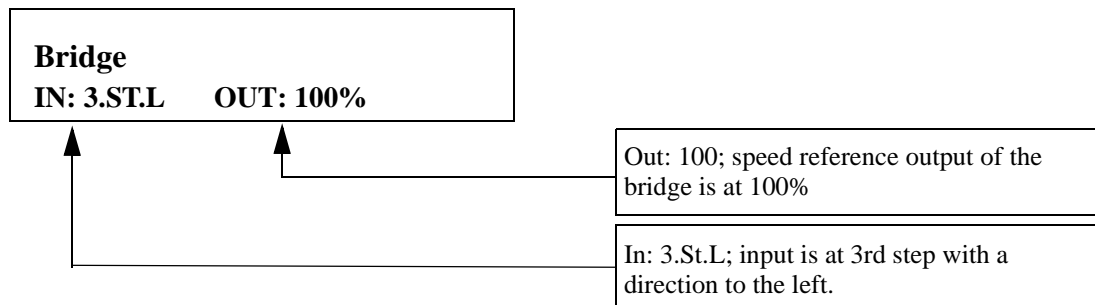 Bridge
IN: 3.ST.L OUT: 100%
Out: 100; speed reference output of the
bridge is at 100%
In: 3.St.L; input is at 3rd step with a
direction to the left.